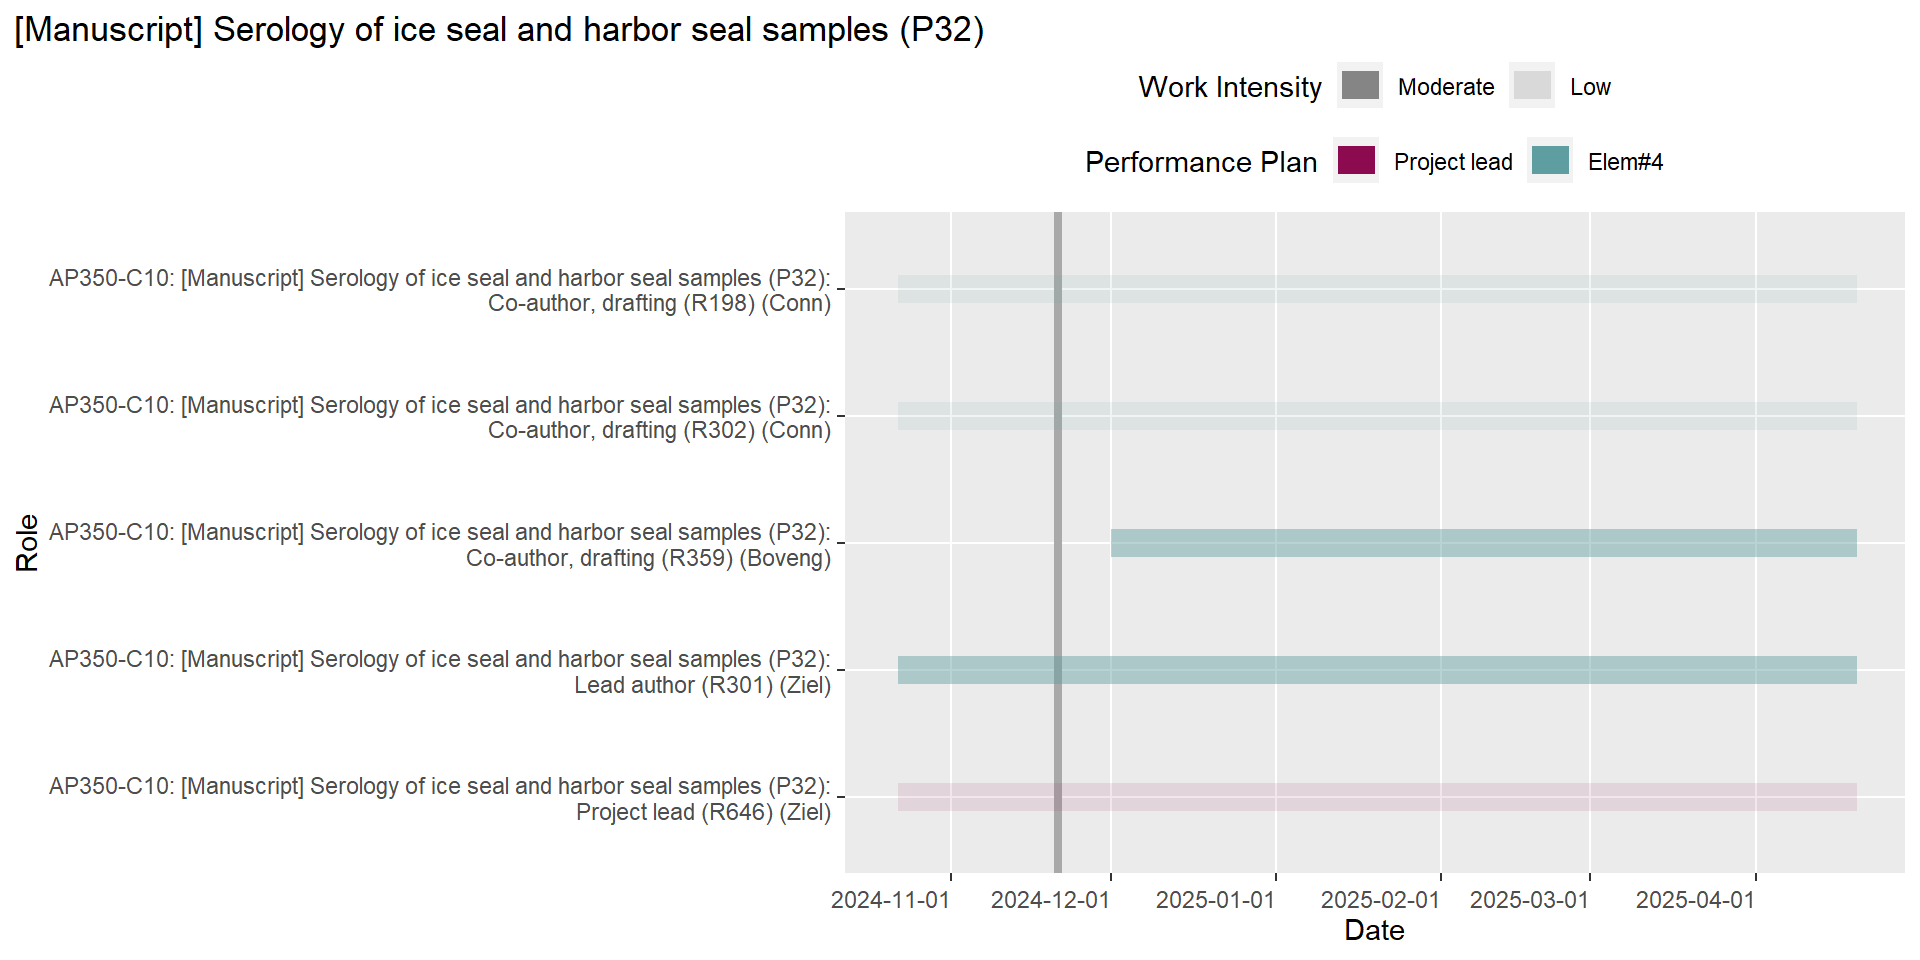 [Manuscript] Serology of ice seal and harbor seal samples (P32)
Work Intensity Moderate Low
Performance Plan Project lead Elem#4
AP350-C10: [Manuscript] Serology of ice seal and harbor seal samples (P32):
Co-author, drafting (R198) (Conn)
AP350-C10: [Manuscript] Serology of ice seal and harbor seal samples (P32):
Co-author, drafting (R302) (Conn)
AP350-C10: [Manuscript] Serology of ice seal and harbor seal samples (P32):
Co-author, drafting (R359) (Boveng)
AP350-C10: [Manuscript] Serology of ice seal and harbor seal samples (P32):
Lead author (R301) (Ziel)
AP350-C10: [Manuscript] Serology of ice seal and harbor seal samples (P32):
Project lead (R646) (Ziel)
Role
2024-11-01 2024-12-01 2025-01-01 2025-02-01 2025-03-01 2025-04-01
Date